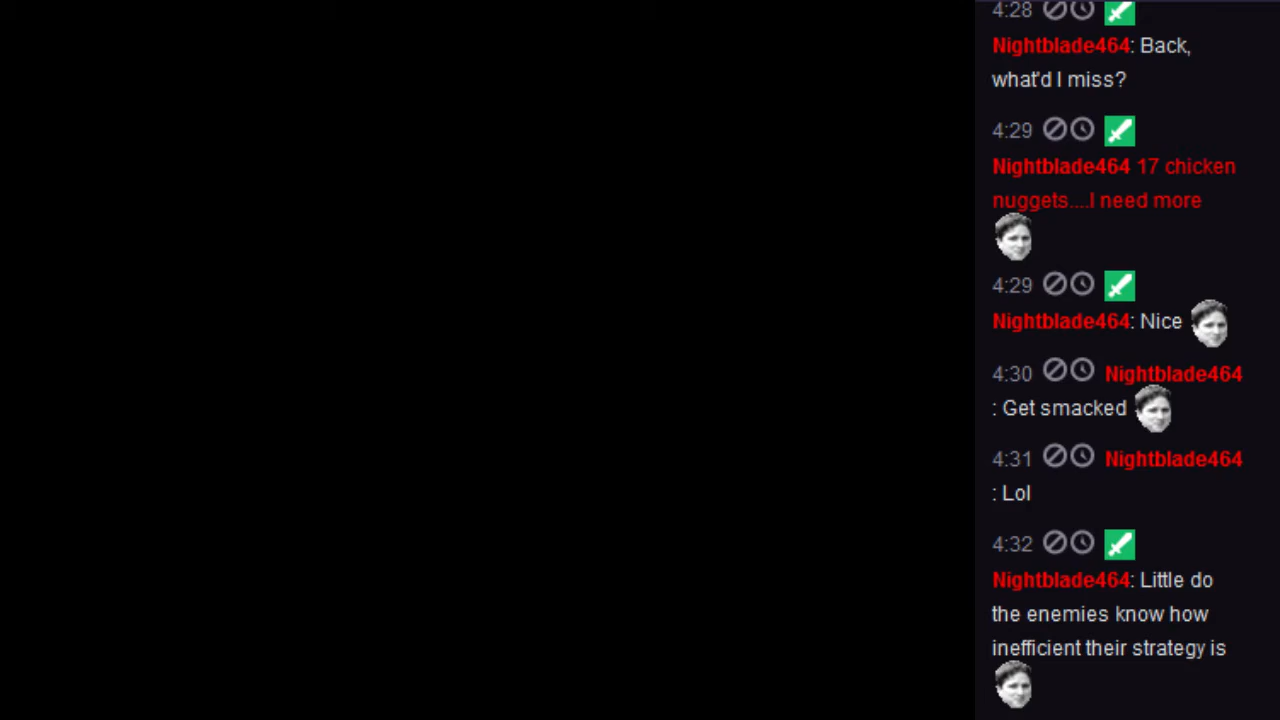 4:28
Nightblade464: Back,
what'd I miss?
4:29
Nightblade464 17 chicken
nuggets....I need more
4:29
Nightblade464: Nice
4:30 Nightblade464
: Get smacked
4:31 Nightblade464
: Lol
4:32
Nightblade464: Little do
the enemies know how
inefficient their strategy is